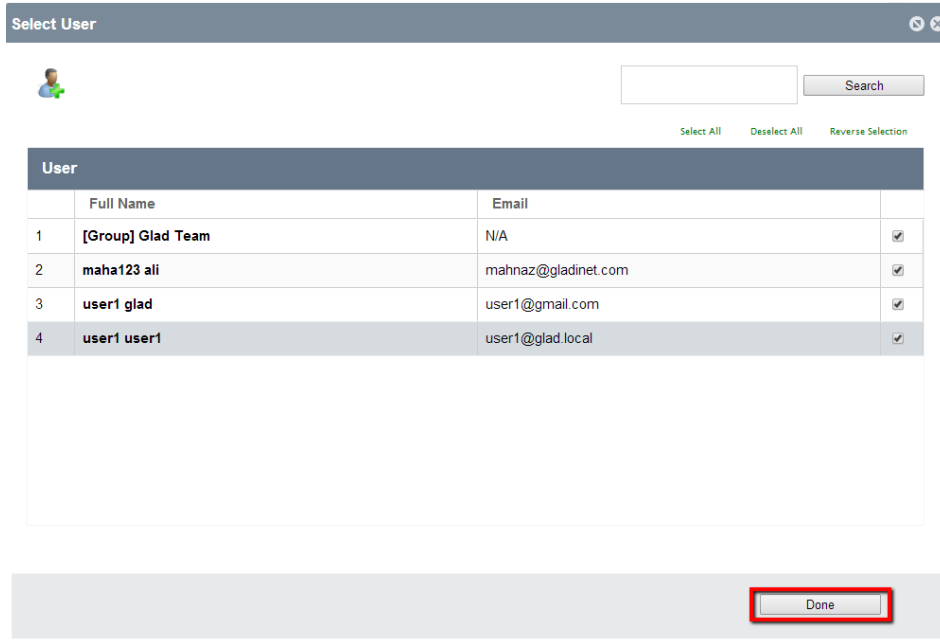 Select User
Search
Select All Deselect All Reverse Selection
User
Full Name Email
1 [Group] Glad Team N/A
2 maha123 ali mahnaz@gladinet.com
3 user1 glad user1@gmail.com
4 user1 user1 user1@glad.local
Done